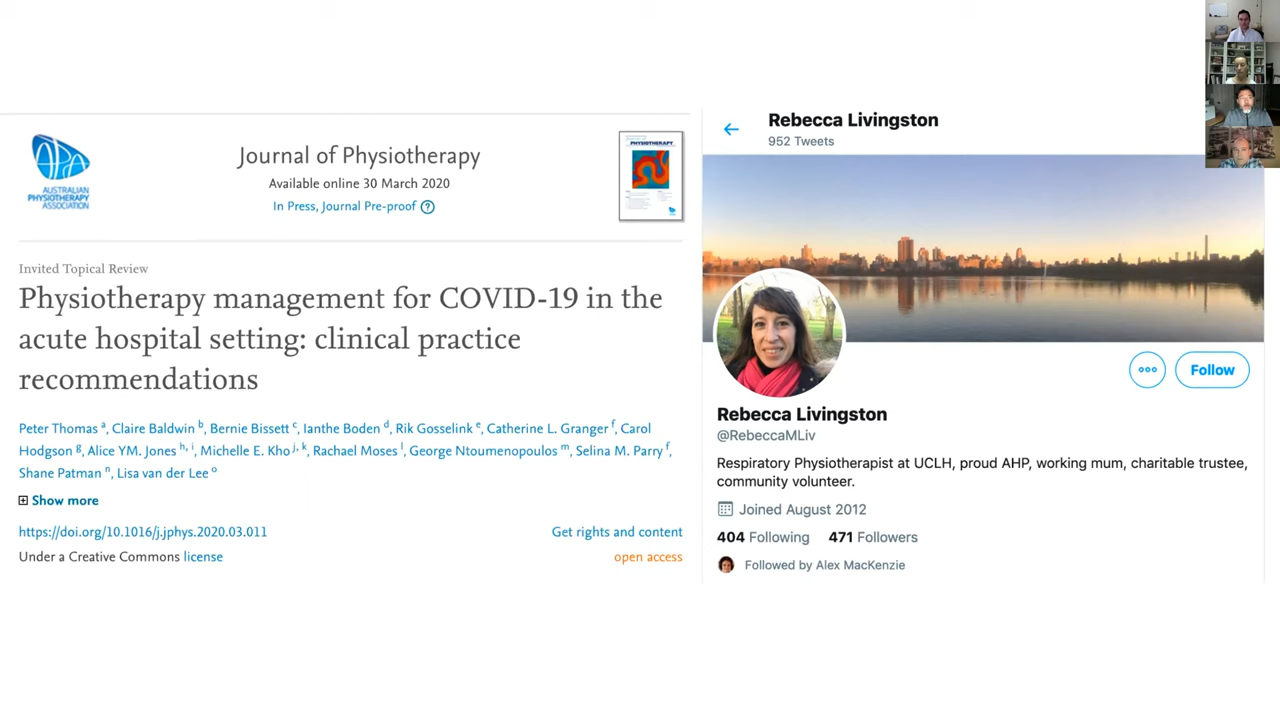 APA
AUSTRALIAN
PHYSIOTHERAPY
ASSOCIATION
Journal of Physiotherapy
Available online 30 March 2020
In Press, Journal Pre-proof ?
PHYSIOTHERAPY
Invited Topical Review
Physiotherapy management for COVID-19 in the
acute hospital setting: clinical practice
recommendations
Peter Thomas a, Claire Baldwin b, Bernie Bissett c, Ianthe Boden d, Rik Gosselink e, Catherine L. Granger f, Carol
Hodgson g, Alice YM. Jones h, i, Michelle E. Kho j, k, Rachael Moses l, George Ntoumenopoulos m, Selina M. Parry f,
Shane Patman n, Lisa van der Lee o
Show more
https://doi.org/10.1016/j.jphys.2020.03.011 Get rights and content
Under a Creative Commons license open access
Rebecca Livingston
952 Tweets
Follow
Rebecca Livingston
@RebeccaMLiv
Respiratory Physiotherapist at UCLH, proud AHP, working mum, charitable trustee,
community volunteer.
Joined August 2012
404 Following 471 Followers
Followed by Alex MacKenzie